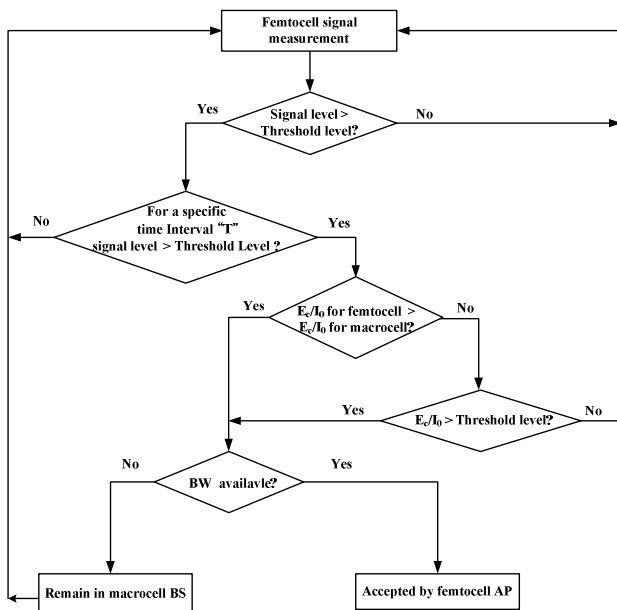 Femtocell signal
measurement
Yes
Signal level >
Threshold level?
No
No
For a specific
time Interval "T"
signal level > Threshold Level ?
Yes
Yes
Ec/I0 for femtocell >
Ec/I0 for macrocell?
No
Yes
Ec/I0 > Threshold level?
No
No
BW availavle?
Yes
Remain in macrocell BS
Accepted by femtocell AP